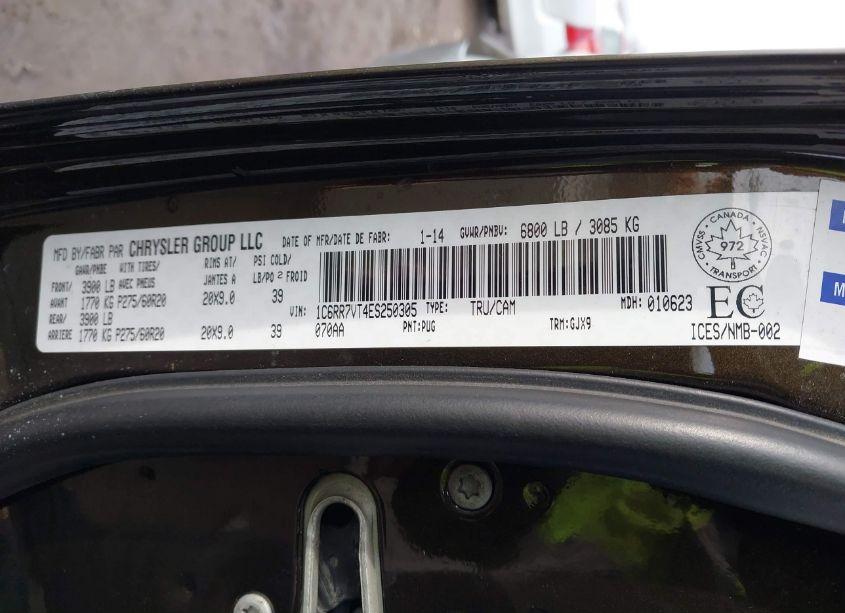 MFD BY/FABR PAR CHRYSLER GROUP LLC DATE OF MFR/DATE DE FABR: 1-14 GVWR/PNBV: 6800 LB / 3085 KG
GAWR/PNBE WITH TIRES/ RIMS AT/ PSI COLD/
AVEC PNEUS JANTES A LB/PO 2 FROID
FRONT/ 3900 LB
AVANT 1770 KG P275/60R20 20X9.0 39
REAR/ 3900 LB
ARRIERE 1770 KG P275/60R20 20X9.0 39
VIN: 1C6RR7VT4ES250305 TYPE: TRU/CAM MDH: 010623
070AA PNT:PUG TRM:GJX9
CMVSS - CANADA - NSVAC
972
TRANSPORT
EC
ICES/NMB-002
M